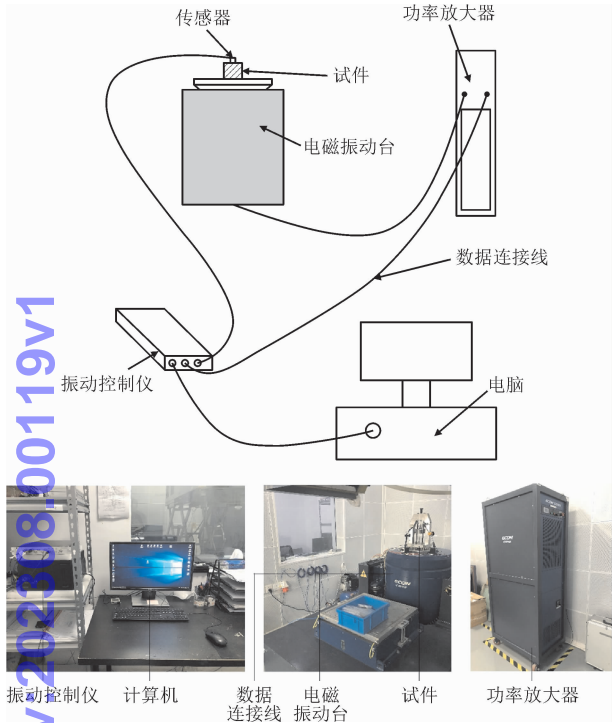 传感器
功率放大器
试件
电磁振动台
数据连接线
振动控制仪
电脑
v:202308.00119v1
振动控制仪
计算机
数据
连接线
电磁
振动台
试件
功率放大器